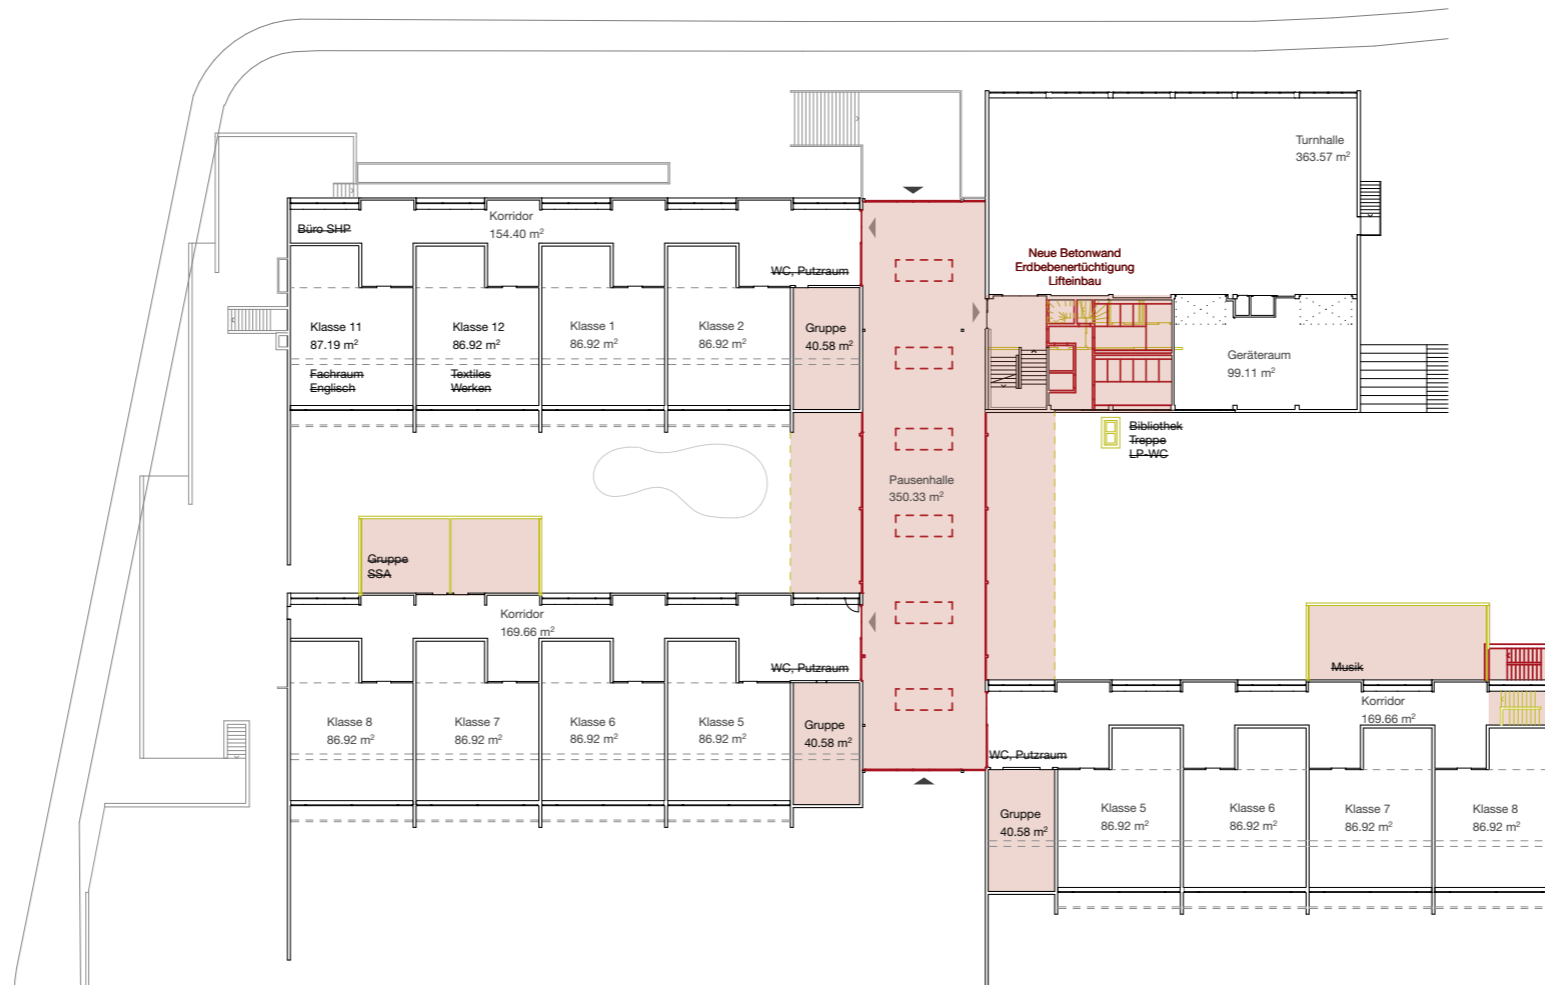 Turnhalle
363.57 m²
Korridor
154.40 m²
Büro SHP
WC, Putzraum
Neue Betonwand
Erdbebenertüchtigung
Lifteinbau
Klasse 11
87.19 m²
Fachraum
Englisch
Klasse 12
86.92 m²
Textiles
Werken
Klasse 1
86.92 m²
Klasse 2
86.92 m²
Gruppe
40.58 m²
Geräteraum
99.11 m²
Bibliothek
Treppe
LP-WC
Pausenhalle
350.33 m²
Gruppe
SSA
Korridor
169.66 m²
WC, Putzraum
Musik
Korridor
169.66 m²
Klasse 8
86.92 m²
Klasse 7
86.92 m²
Klasse 6
86.92 m²
Klasse 5
86.92 m²
Gruppe
40.58 m²
WC, Putzraum
Gruppe
40.58 m²
Klasse 5
86.92 m²
Klasse 6
86.92 m²
Klasse 7
86.92 m²
Klasse 8
86.92 m²